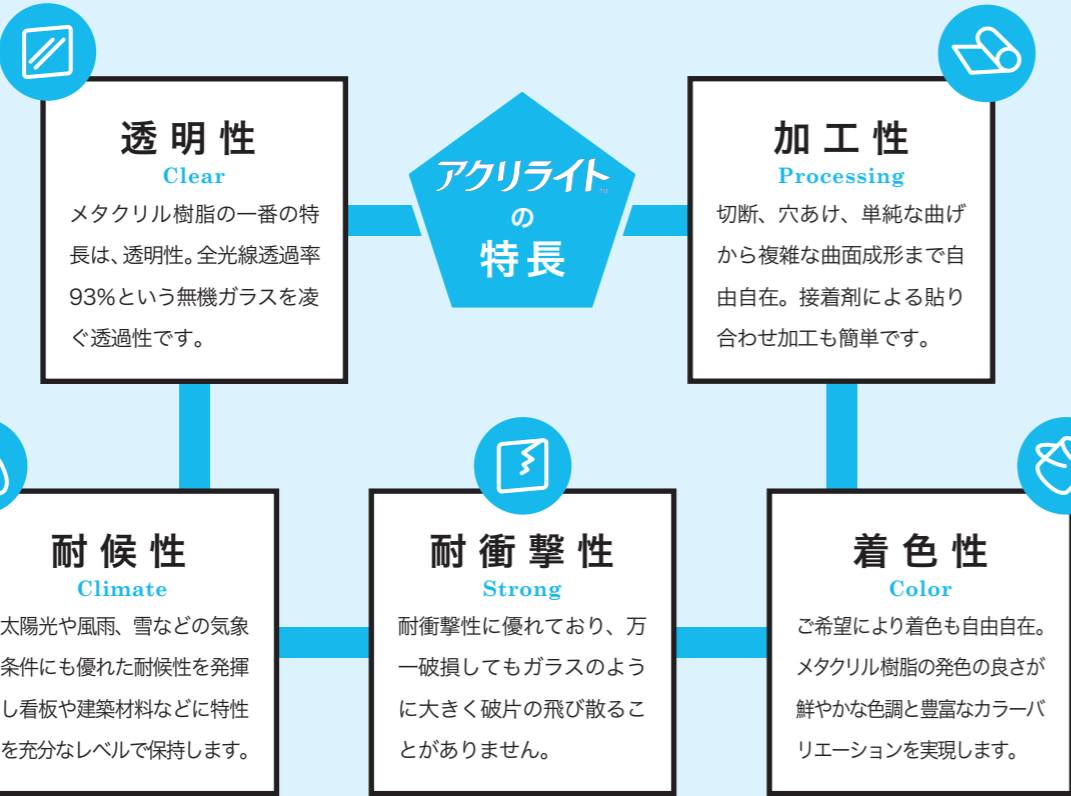 アクリライト™
の
特長
透明性
Clear
メタクリル樹脂の一番の特
長は、透明性。全光線透過率
93%という無機ガラスを凌
ぐ透過性です。
加工性
Processing
切断、穴あけ、単純な曲げ
から複雑な曲面成形まで自
由自在。接着剤による貼り
合わせ加工も簡単です。
耐候性
Climate
太陽光や風雨、雪などの気象
条件にも優れた耐候性を発揮
し看板や建築材料などに特性
を充分なレベルで保持します。
耐衝撃性
Strong
耐衝撃性に優れており、万
一破損してもガラスのよう
に大きく破片の飛び散るこ
とがありません。
着色性
Color
ご希望により着色も自由自在。
メタクリル樹脂の発色の良さが
鮮やかな色調と豊富なカラーバ
リエーションを実現します。